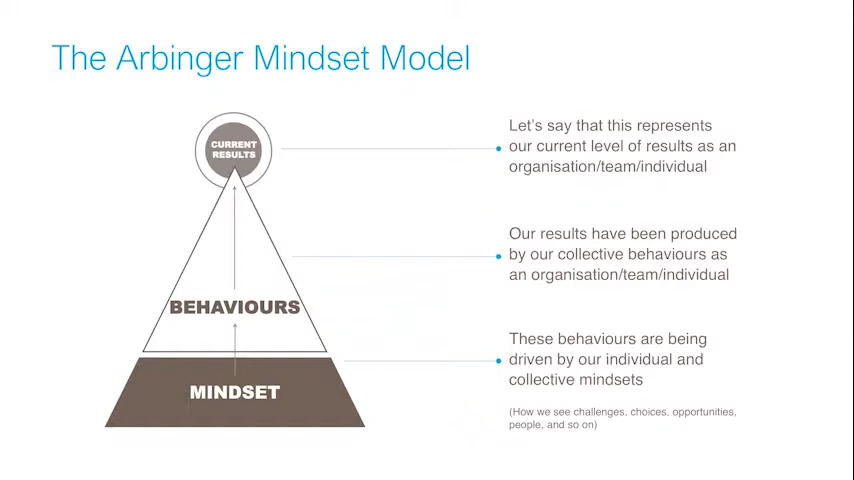 The Arbinger Mindset Model
CURRENT
RESULTS
Let's say that this represents
our current level of results as an
organisation/team/individual
Our results have been produced
by our collective behaviours as
an organisation/team/individual
BEHAVIOURS
These behaviours are being
driven by our individual and
collective mindsets
MINDSET
(How we see challenges, choices, opportunities,
people, and so on)